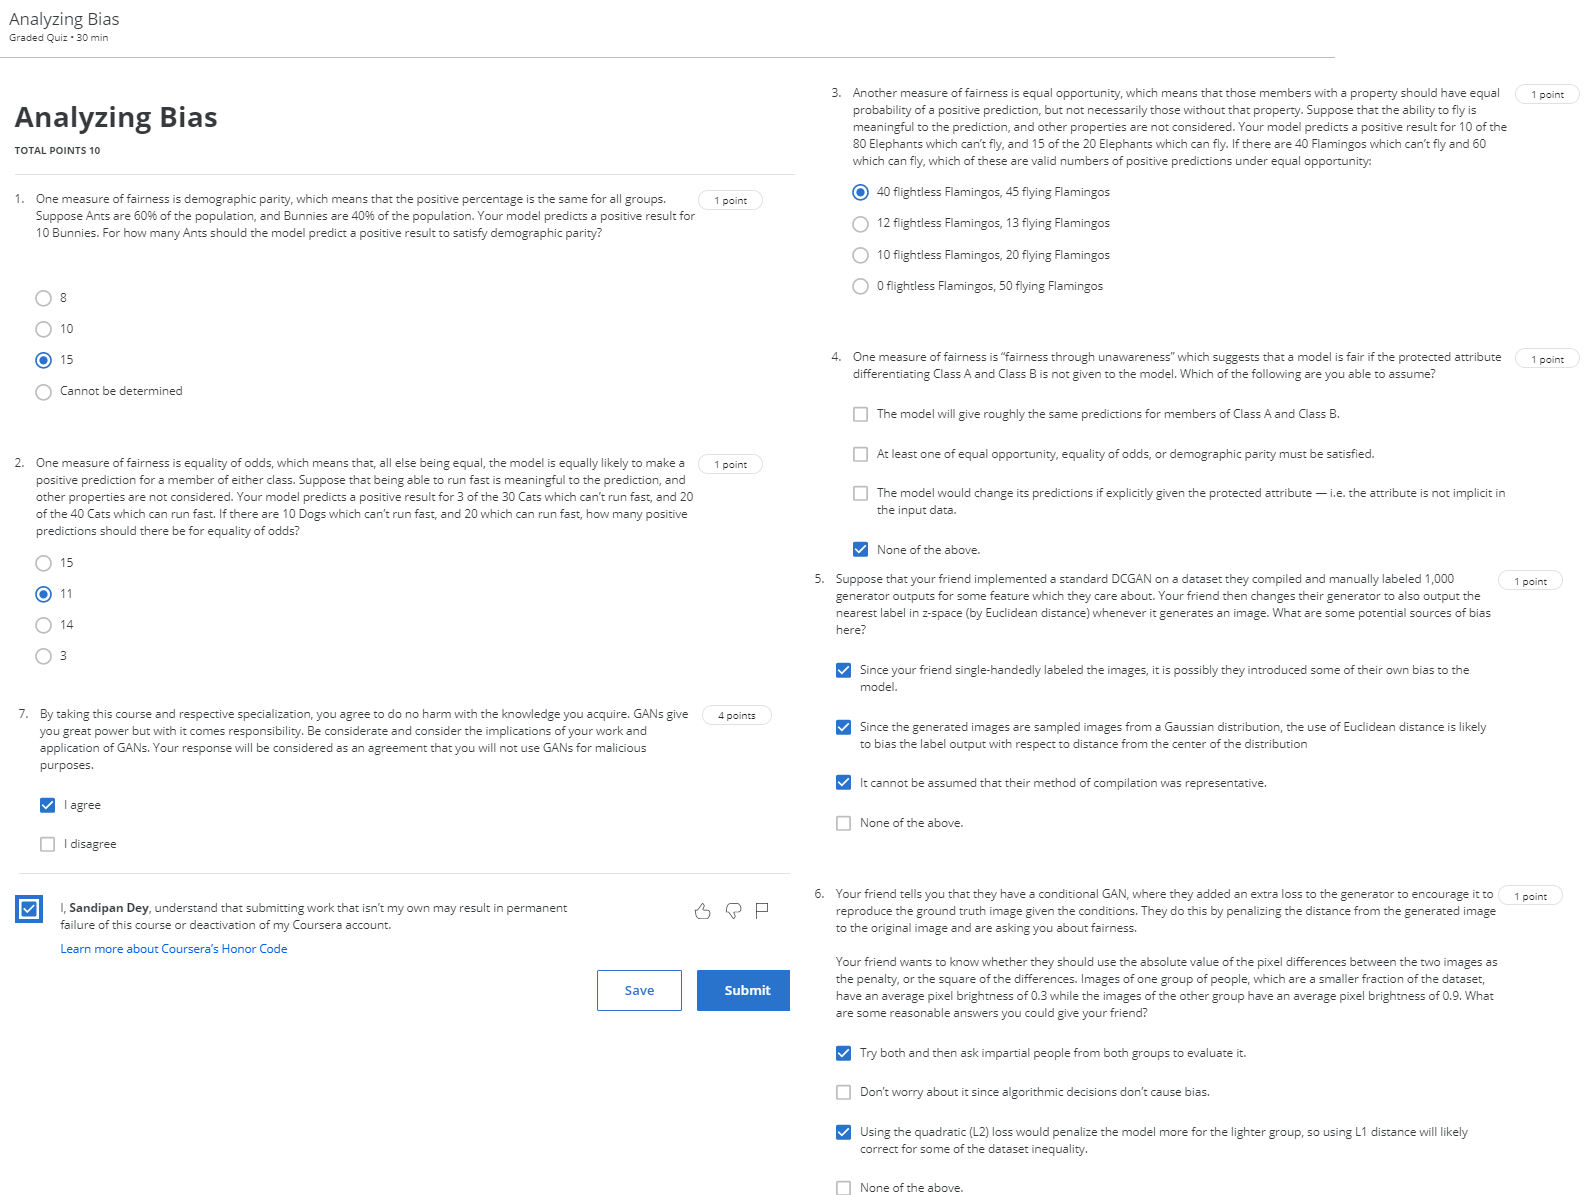 Analyzing Bias
Graded Quiz • 30 min
Analyzing Bias
TOTAL POINTS 10
1. One measure of fairness is demographic parity, which means that the positive percentage is the same for all groups.
Suppose Ants are 60% of the population, and Bunnies are 40% of the population. Your model predicts a positive result for
10 Bunnies. For how many Ants should the model predict a positive result to satisfy demographic parity?
1 point
8
10
15
Cannot be determined
2. One measure of fairness is equality of odds, which means that, all else being equal, the model is equally likely to make a
positive prediction for a member of either class. Suppose that being able to run fast is meaningful to the prediction, and
other properties are not considered. Your model predicts a positive result for 3 of the 30 Cats which can't run fast, and 20
of the 40 Cats which can run fast. If there are 10 Dogs which can't run fast, and 20 which can run fast, how many positive
predictions should there be for equality of odds?
1 point
15
11
14
3
7. By taking this course and respective specialization, you agree to do no harm with the knowledge you acquire. GANs give
you great power but with it comes responsibility. Be considerate and consider the implications of your work and
application of GANs. Your response will be considered as an agreement that you will not use GANs for malicious
purposes.
4 points
I agree
I disagree
I, Sandipan Dey, understand that submitting work that isn't my own may result in permanent
failure of this course or deactivation of my Coursera account.
Learn more about Coursera's Honor Code
Save
Submit
3. Another measure of fairness is equal opportunity, which means that those members with a property should have equal
probability of a positive prediction, but not necessarily those without that property. Suppose that the ability to fly is
meaningful to the prediction, and other properties are not considered. Your model predicts a positive result for 10 of the
80 Elephants which can't fly, and 15 of the 20 Elephants which can fly. If there are 40 Flamingos which can't fly and 60
which can fly, which of these are valid numbers of positive predictions under equal opportunity:
1 point
40 flightless Flamingos, 45 flying Flamingos
12 flightless Flamingos, 13 flying Flamingos
10 flightless Flamingos, 20 flying Flamingos
0 flightless Flamingos, 50 flying Flamingos
4. One measure of fairness is “fairness through unawareness” which suggests that a model is fair if the protected attribute
differentiating Class A and Class B is not given to the model. Which of the following are you able to assume?
1 point
The model will give roughly the same predictions for members of Class A and Class B.
At least one of equal opportunity, equality of odds, or demographic parity must be satisfied.
The model would change its predictions if explicitly given the protected attribute — i.e. the attribute is not implicit in
the input data.
None of the above.
5. Suppose that your friend implemented a standard DCGAN on a dataset they compiled and manually labeled 1,000
generator outputs for some feature which they care about. Your friend then changes their generator to also output the
nearest label in z-space (by Euclidean distance) whenever it generates an image. What are some potential sources of bias
here?
1 point
Since your friend single-handedly labeled the images, it is possibly they introduced some of their own bias to the
model.
Since the generated images are sampled images from a Gaussian distribution, the use of Euclidean distance is likely
to bias the label output with respect to distance from the center of the distribution
It cannot be assumed that their method of compilation was representative.
None of the above.
6. Your friend tells you that they have a conditional GAN, where they added an extra loss to the generator to encourage it to
reproduce the ground truth image given the conditions. They do this by penalizing the distance from the generated image
to the original image and are asking you about fairness.
1 point
Your friend wants to know whether they should use the absolute value of the pixel differences between the two images as
the penalty, or the square of the differences. Images of one group of people, which are a smaller fraction of the dataset,
have an average pixel brightness of 0.3 while the images of the other group have an average pixel brightness of 0.9. What
are some reasonable answers you could give your friend?
Try both and then ask impartial people from both groups to evaluate it.
Don't worry about it since algorithmic decisions don't cause bias.
Using the quadratic (L2) loss would penalize the model more for the lighter group, so using L1 distance will likely
correct for some of the dataset inequality.
None of the above.